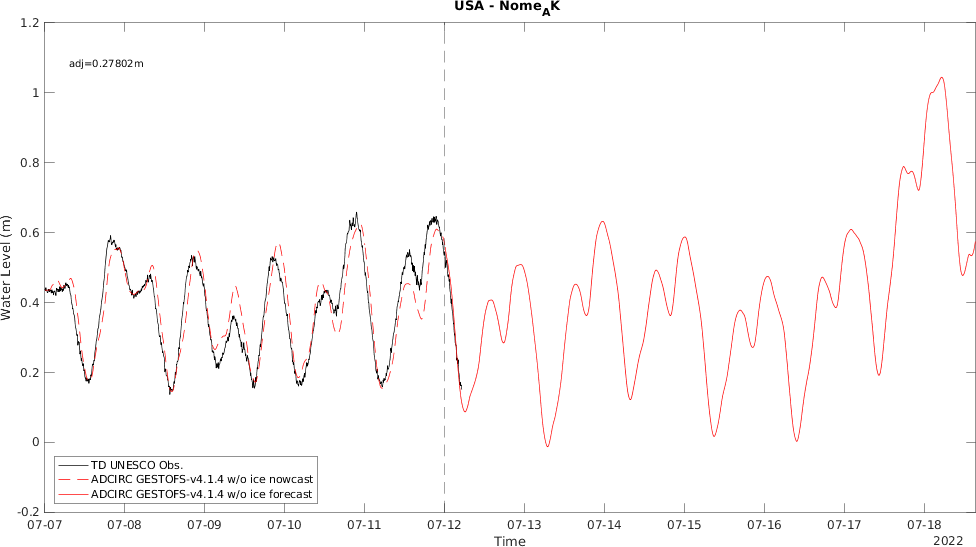 USA - Nome_AK
1.2
adj=0.27802m
1
0.8
0.6
0.4
0.2
0
-0.2
Water Level (m)
TD UNESCO Obs.
ADCIRC GESTOFS-v4.1.4 w/o ice nowcast
ADCIRC GESTOFS-v4.1.4 w/o ice forecast
07-07 07-08 07-09 07-10 07-11 07-12 07-13 07-14 07-15 07-16 07-17 07-18
Time
2022